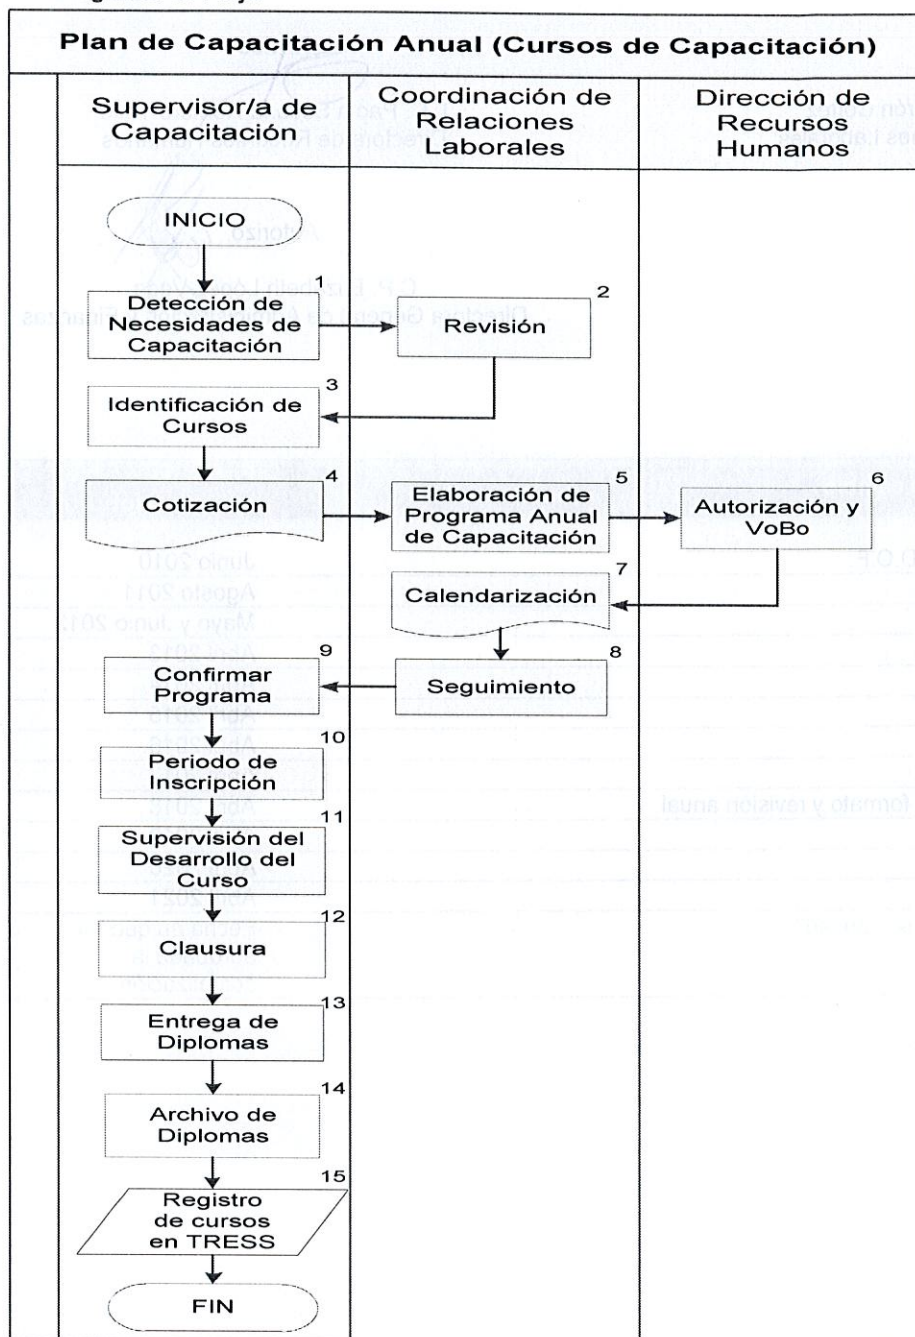 Plan de Capacitación Anual (Cursos de Capacitación)
Supervisor/a de
Capacitación
Coordinación de
Relaciones
Laborales
Dirección de
Recursos
Humanos
INICIO
1
Detección de
Necesidades de
Capacitación
2
Revisión
3
Identificación de
Cursos
4
Cotización
5
Elaboración de
Programa Anual
de Capacitación
6
Autorización y
VoBo
7
Calendarización
8
Seguimiento
9
Confirmar
Programa
10
Periodo de
Inscripción
11
Supervisión del
Desarrollo del
Curso
12
Clausura
13
Entrega de
Diplomas
14
Archivo de
Diplomas
15
Registro
de cursos
en TRESS
FIN